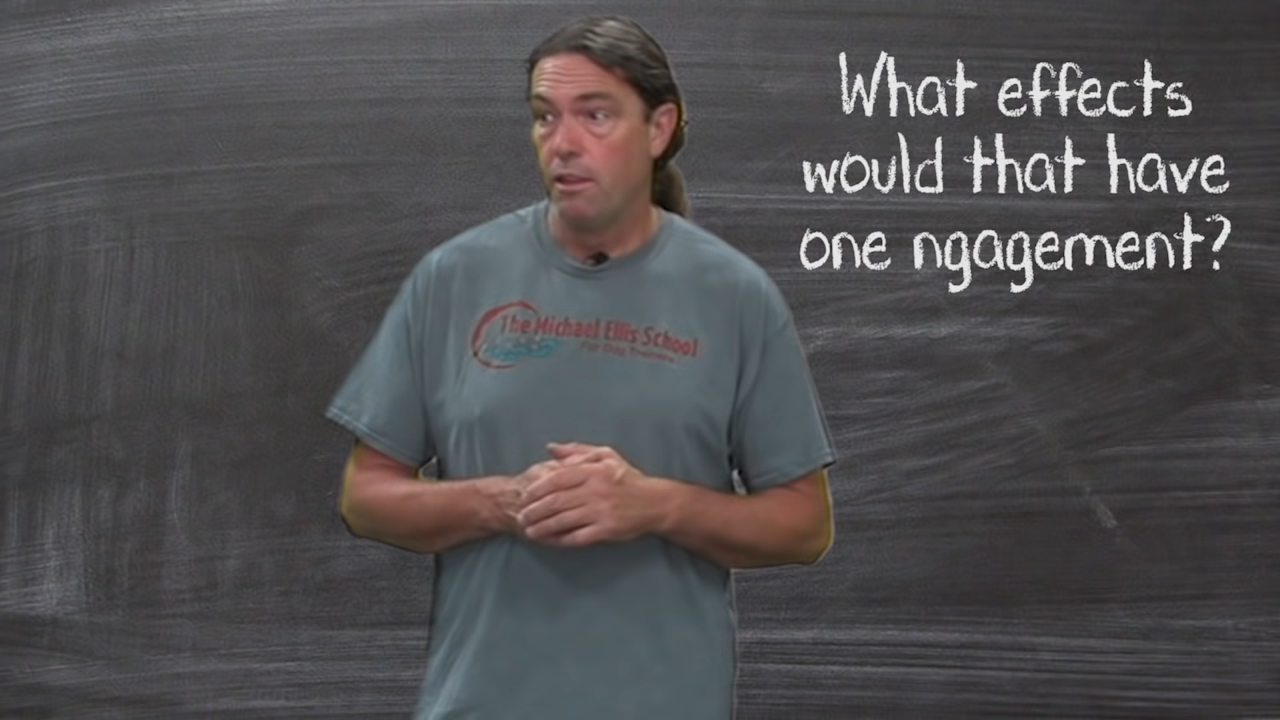 What effects
would that have
one ngagement?
The Michael Ellis School
For Dog Trainers